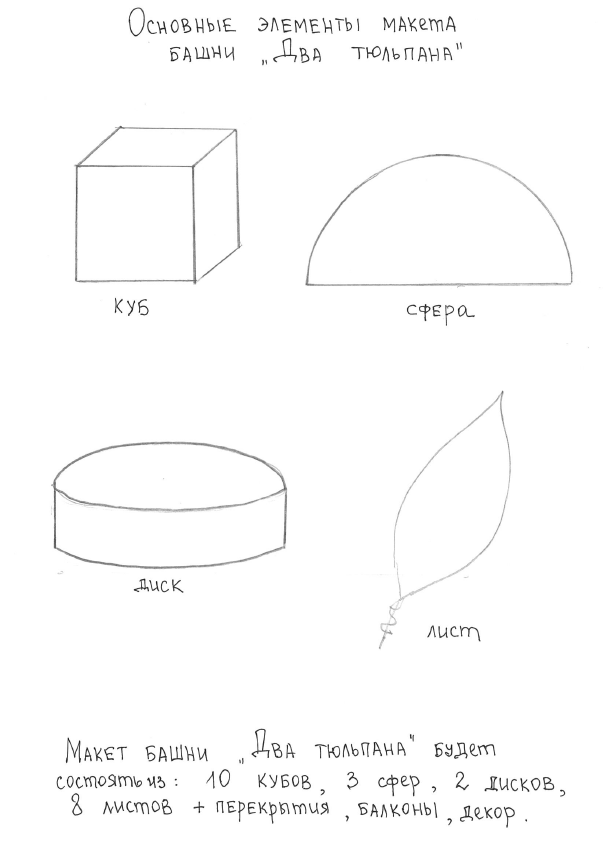 Основные элементы макета
башни „Два тюльпана"
куб
сфера
диск
лист
Макет башни „Два тюльпана" будет
состоять из: 10 кубов, 3 сфер, 2 дисков,
8 листов + перекрытия, балконы, декор.